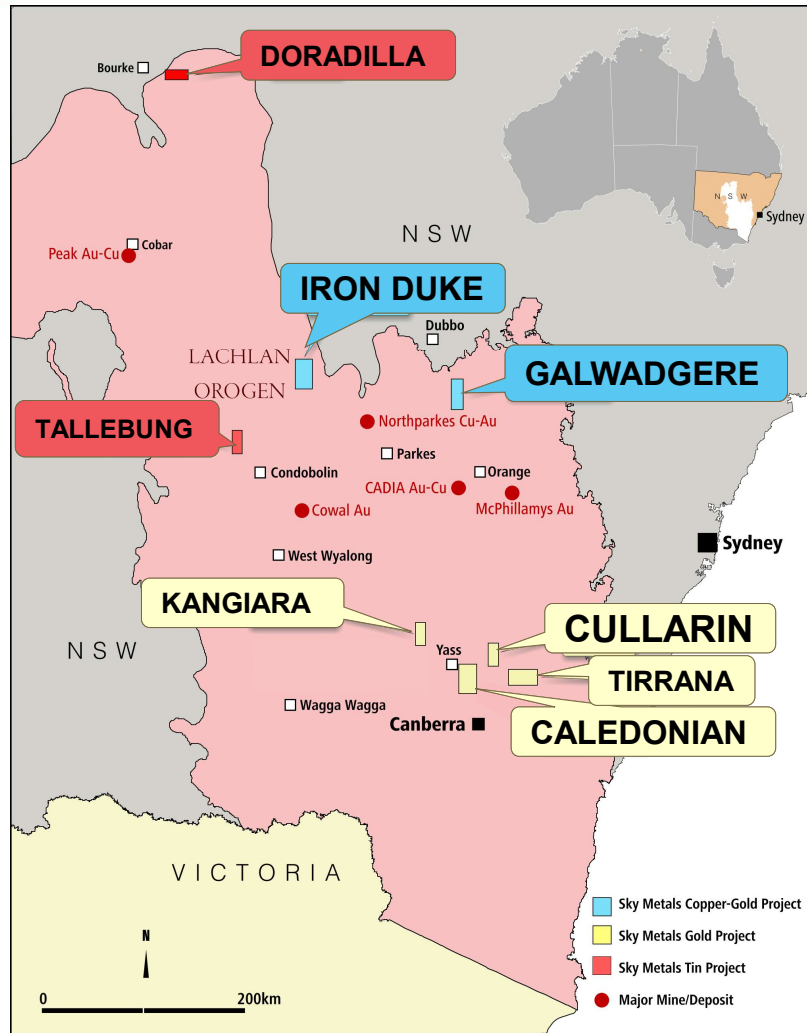 Bourke
DORADILLA
N S W
Sydney
NSW
Cobar
Peak Au-Cu
IRON DUKE
Dubbo
LACHLAN
OROGEN
GALWADGERE
TALLEBUNG
Northparkes Cu-Au
Parkes
Condobolin
Orange
CADIA Au-Cu
McPhillamys Au
Cowal Au
Sydney
West Wyalong
KANGIARA
CULLARIN
NSW
Yass
TIRRANA
Wagga Wagga
Canberra
CALEDONIAN
VICTORIA
Sky Metals Copper-Gold Project
Sky Metals Gold Project
Sky Metals Tin Project
Major Mine/Deposit
N
0 200km